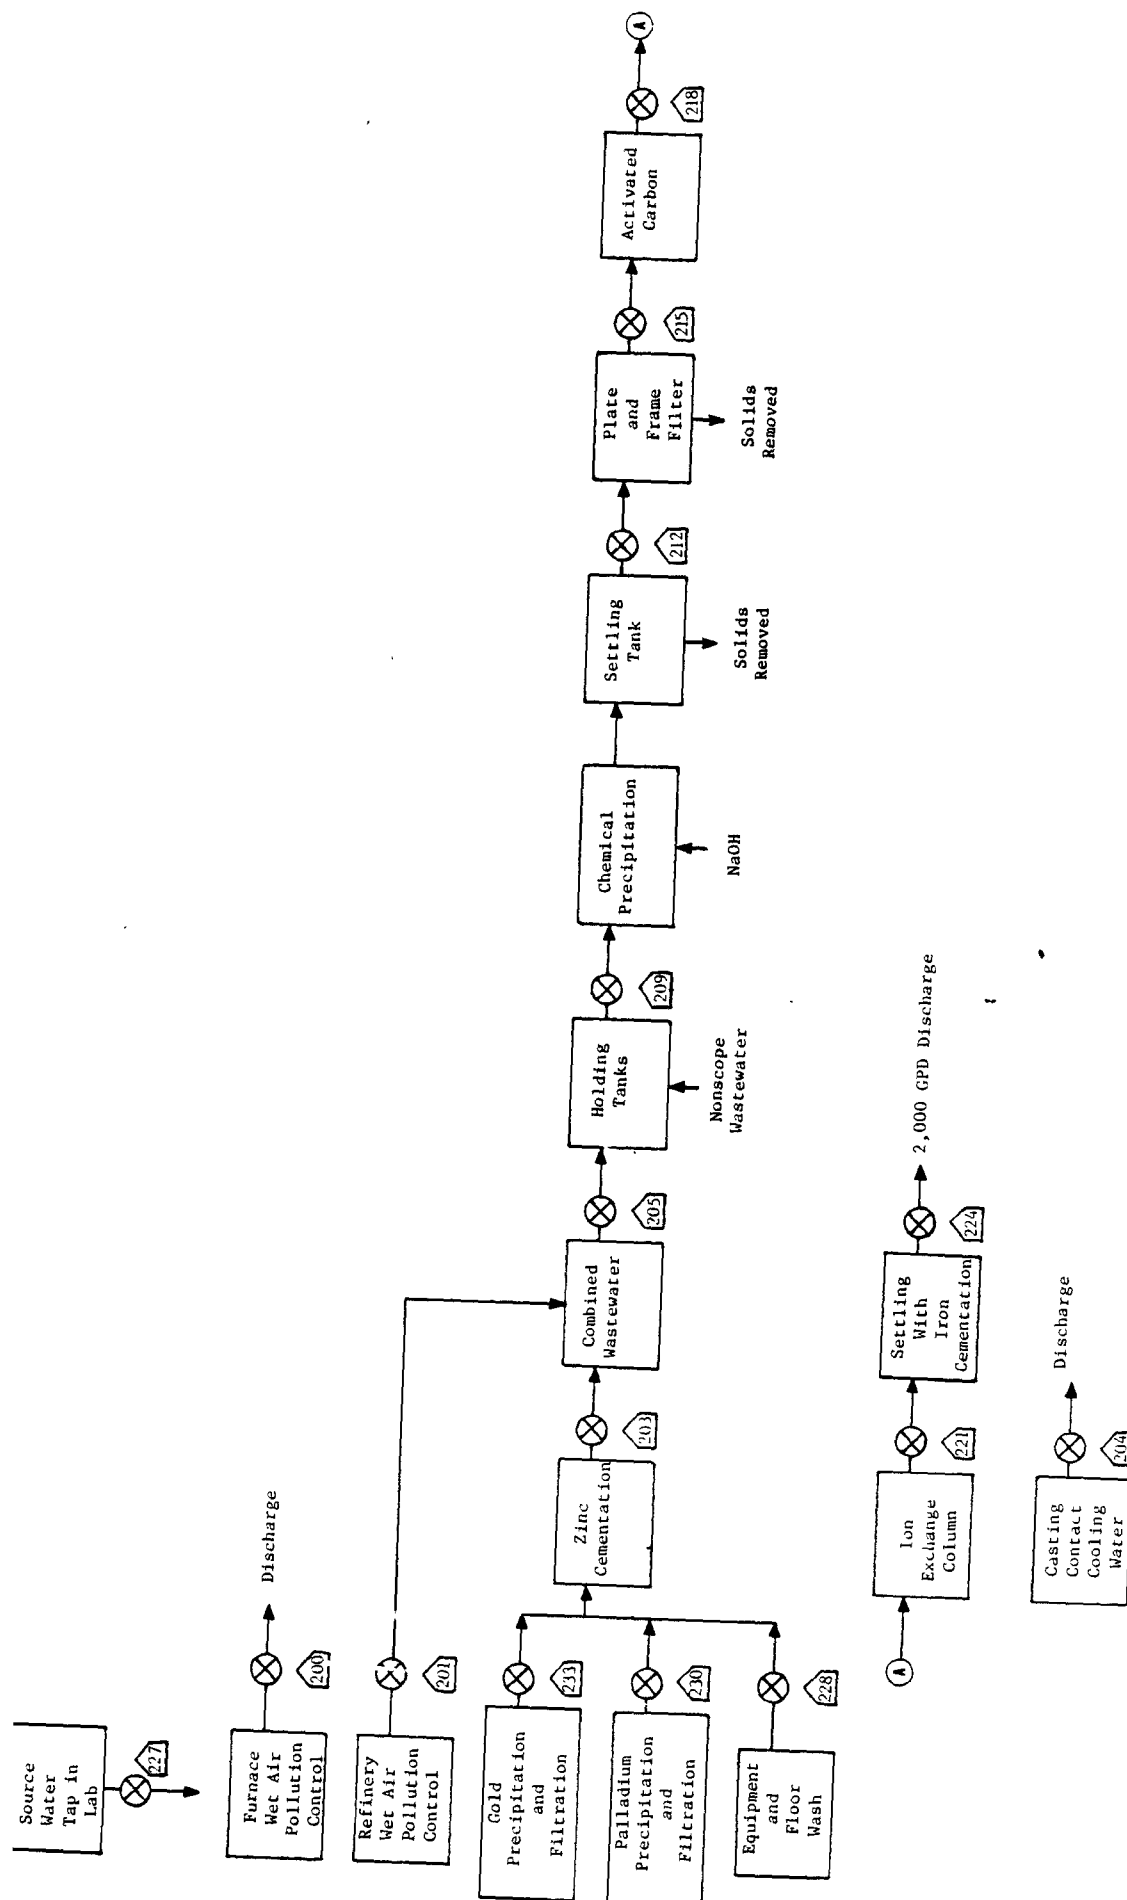 Source
Water
Tap in
Lab
227
Furnace
Wet Air
Pollution
Control
200
Discharge
Refinery
Wet Air
Pollution
Control
201
Gold
Precipitation
and
Filtration
233
Palladium
Precipitation
and
Filtration
230
Equipment
and
Floor
Wash
228
Zinc
Cementation
203
Combined
Wastewater
205
Holding
Tanks
Nonscope
Wastewater
209
Chemical
Precipitation
NaOH
Settling
Tank
Solids
Removed
212
Plate
and
Frame
Filter
Solids
Removed
215
Activated
Carbon
218
A
A
Ion
Exchange
Column
221
Settling
With
Iron
Cementation
224
2,000 GPD Discharge
Casting
Contact
Cooling
Water
204
Discharge